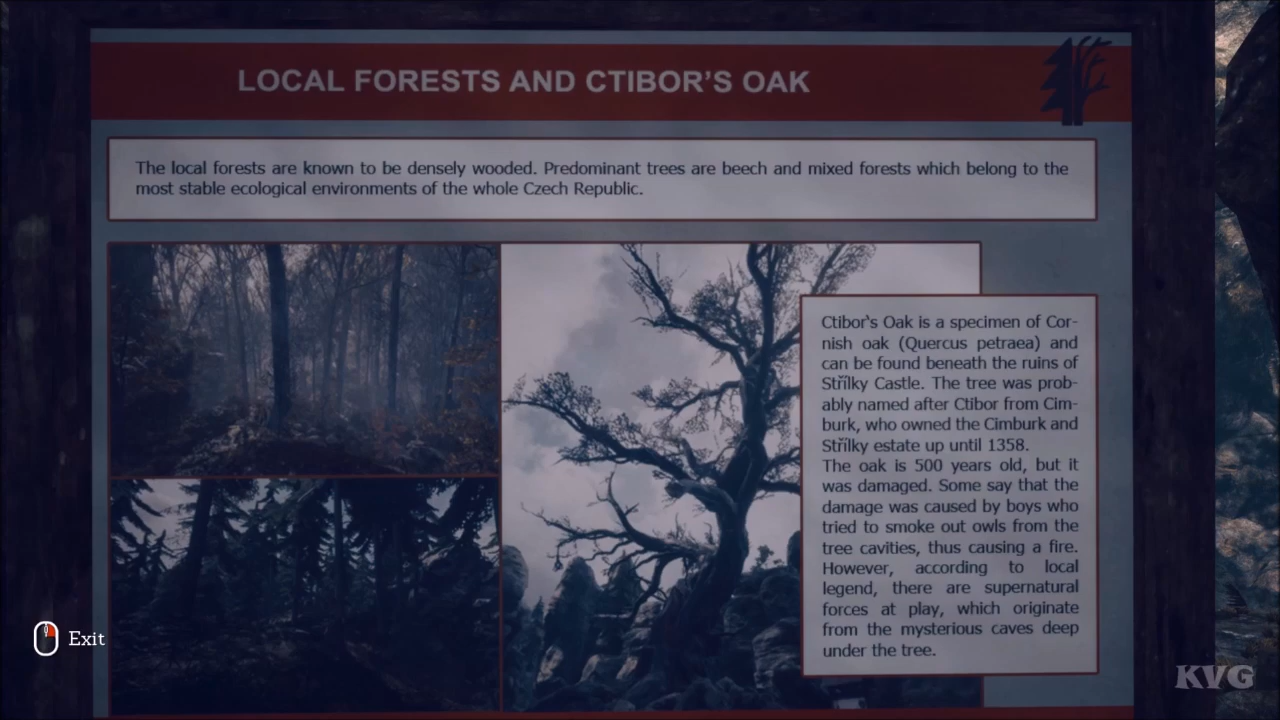 LOCAL FORESTS AND CTIBOR'S OAK
The local forests are known to be densely wooded. Predominant trees are beech and mixed forests which belong to the
most stable ecological environments of the whole Czech Republic.
Ctibor's Oak is a specimen of Cor-
nish oak (Quercus petraea) and
can be found beneath the ruins of
Střílky Castle. The tree was prob-
ably named after Ctibor from Cim-
burk, who owned the Cimburk and
Střílky estate up until 1358.
The oak is 500 years old, but it
was damaged. Some say that the
damage was caused by boys who
tried to smoke out owls from the
tree cavities, thus causing a fire.
However, according to local
legend, there are supernatural
forces at play, which originate
from the mysterious caves deep
under the tree.
Exit
KVG